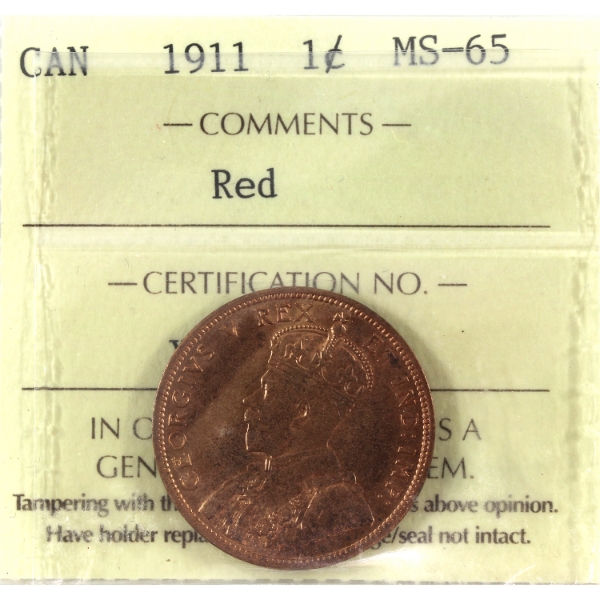 CAN 1911 1¢ MS-65
— COMMENTS —
Red
— CERTIFICATION NO. —
GEORGIVS V REX ET IND: IMP:
IN S A
GEN EM.
Tampering with th s above opinion.
Have holder repla ge/seal not intact.